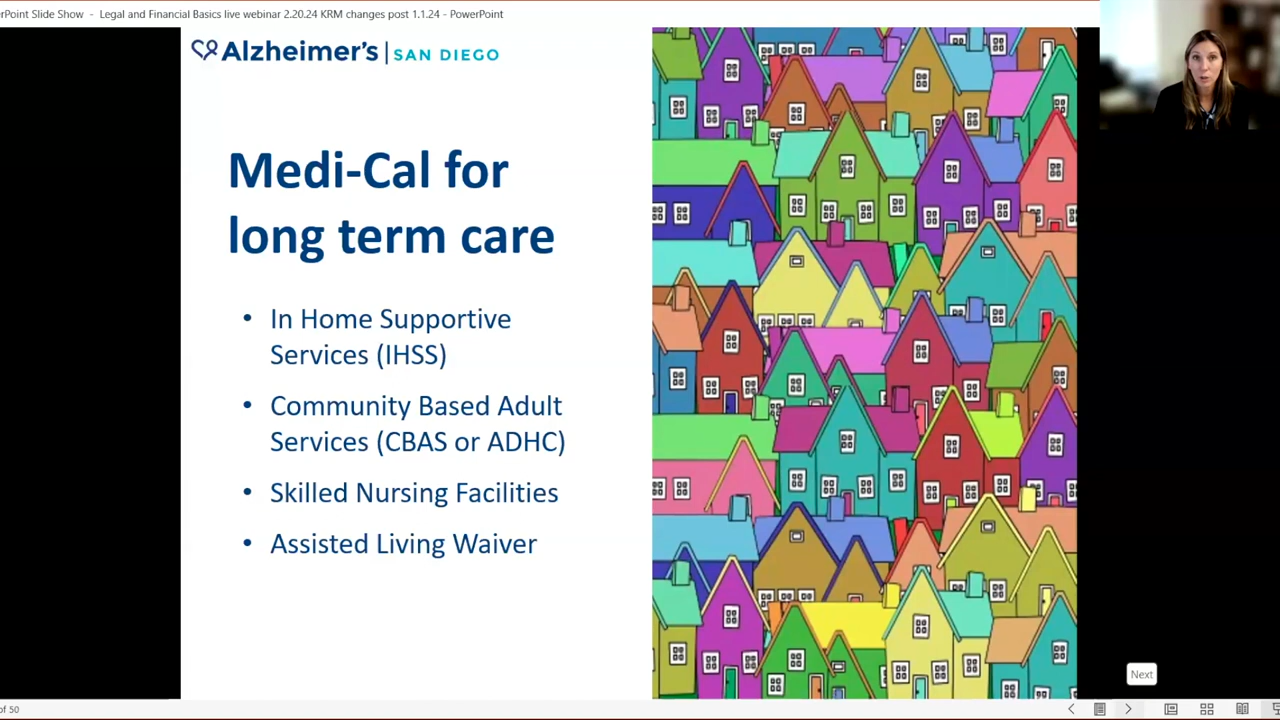 rPoint Slide Show - Legal and Financial Basics live webinar 2.20.24 KRM changes post 1.1.24 - PowerPoint
Alzheimer's | SAN DIEGO
Medi-Cal for
long term care
• In Home Supportive
Services (IHSS)
• Community Based Adult
Services (CBAS or ADHC)
• Skilled Nursing Facilities
• Assisted Living Waiver
Next
of 50